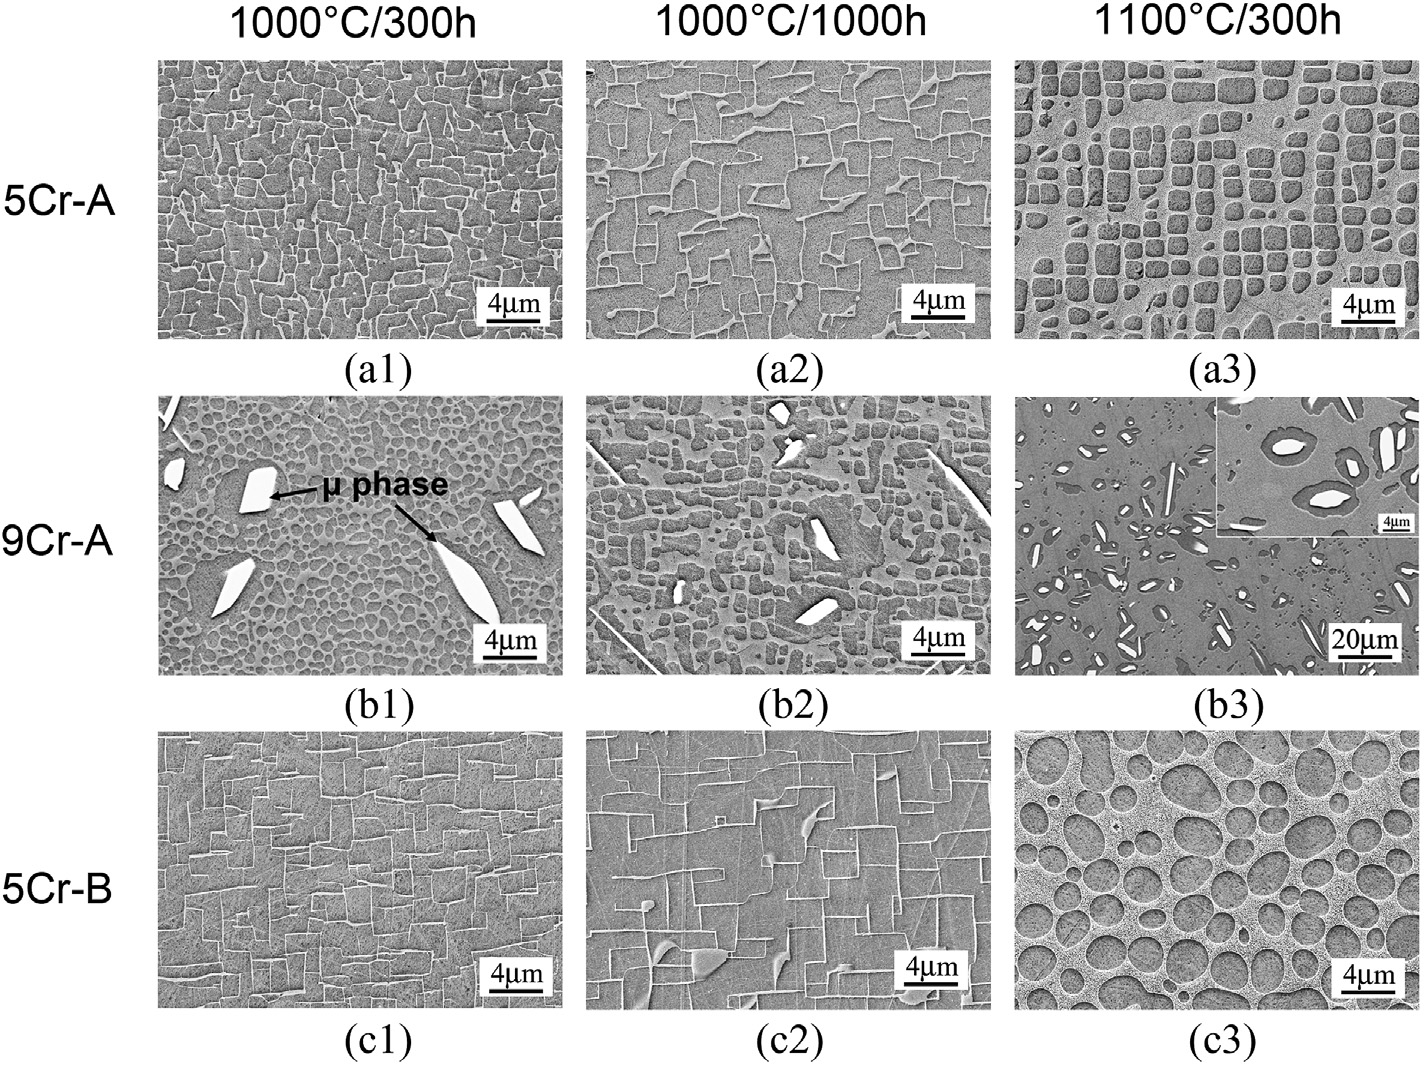 1000°C/300h 1000°C/1000h 1100°C/300h
5Cr-A
4μm 4μm 4μm
(a1) (a2) (a3)
9Cr-A
μ phase
4μm
4μm 4μm 20μm
(b1) (b2) (b3)
5Cr-B
4μm 4μm 4μm
(c1) (c2) (c3)